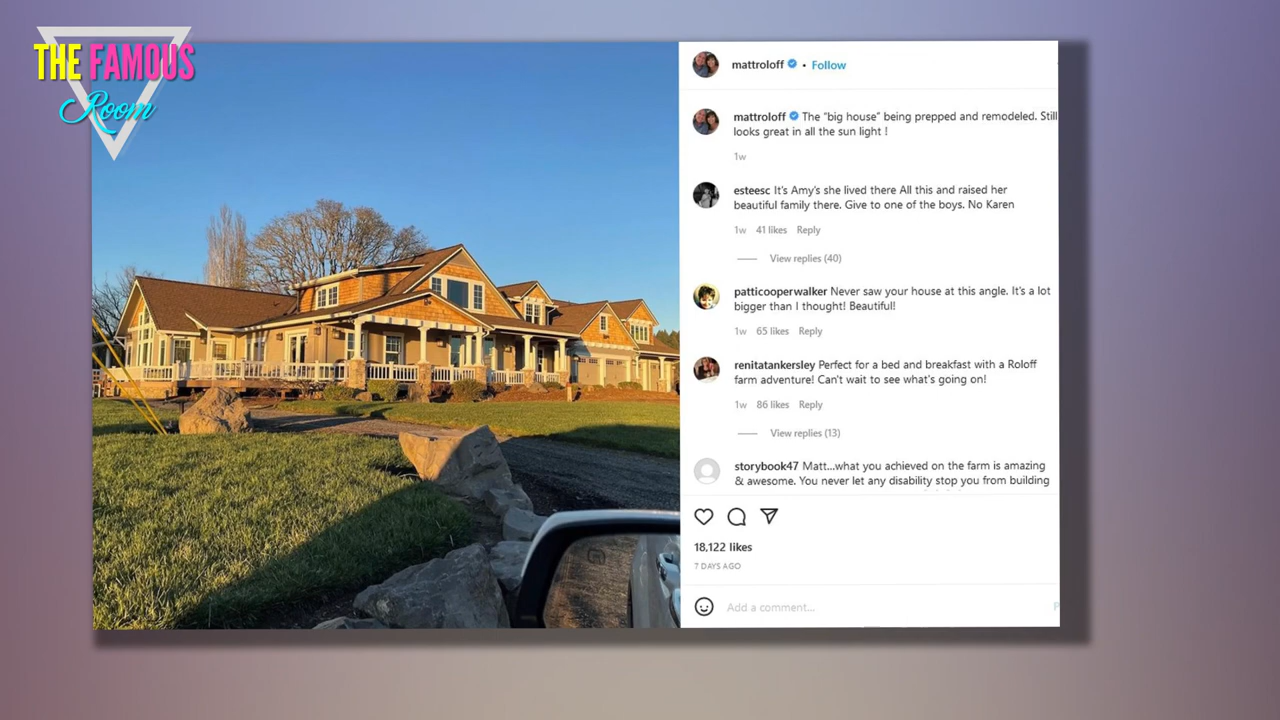 THE FAMOUS
Room
mattroloff • Follow
mattroloff The "big house" being prepped and remodeled. Still
looks great in all the sun light !
1w
esteesc It's Amy's she lived there All this and raised her
beautiful family there. Give to one of the boys. No Karen
1w 41 likes Reply
View replies (40)
patticooperwalker Never saw your house at this angle. It's a lot
bigger than I thought! Beautiful!
1w 65 likes Reply
renitatankersley Perfect for a bed and breakfast with a Roloff
farm adventure! Can't wait to see what's going on!
1w 86 likes Reply
View replies (13)
storybook47 Matt...what you achieved on the farm is amazing
& awesome. You never let any disability stop you from building
18,122 likes
7 DAYS AGO
Add a comment...
P